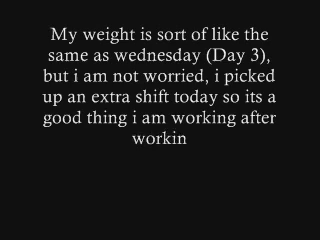 My weight is sort of like the
same as wednesday (Day 3),
but i am not worried, i picked
up an extra shift today so its a
good thing i am working after
workin